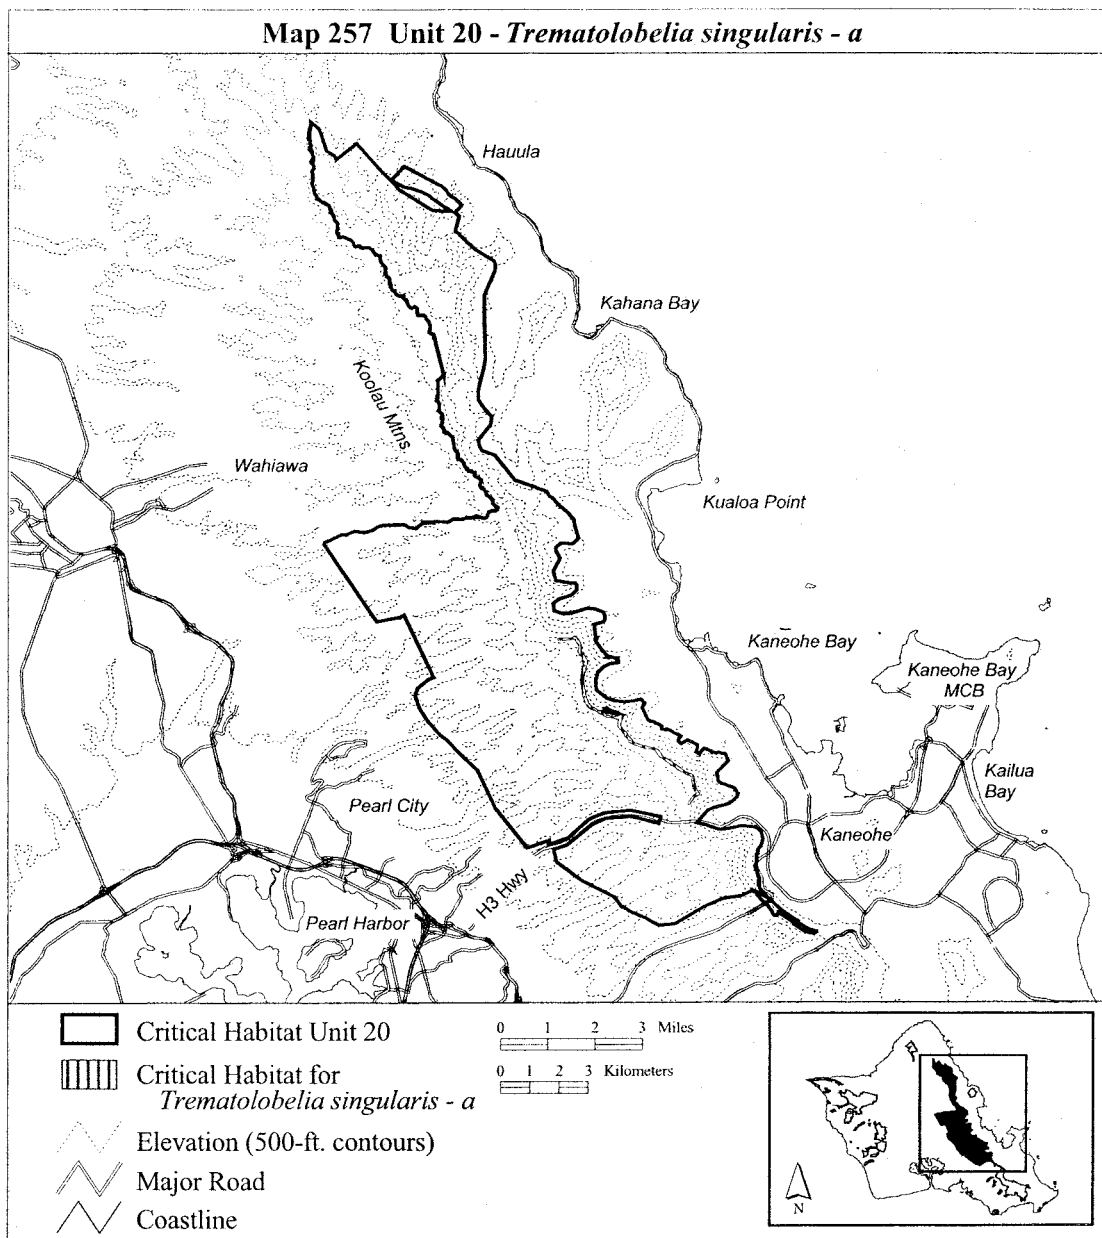 Map 257 Unit 20 - Trematolobelia singularis - a
Hauula
Kahana Bay
Koolau Mtns.
Wahiawa
Kualoa Point
Kaneohe Bay
Kaneohe Bay
MCB
Kailua
Bay
Pearl City
Kaneohe
H3 Hwy
Pearl Harbor
Critical Habitat Unit 20
0 1 2 3 Miles
Critical Habitat for
Trematolobelia singularis - a
0 1 2 3 Kilometers
Elevation (500-ft. contours)
Major Road
Coastline
N